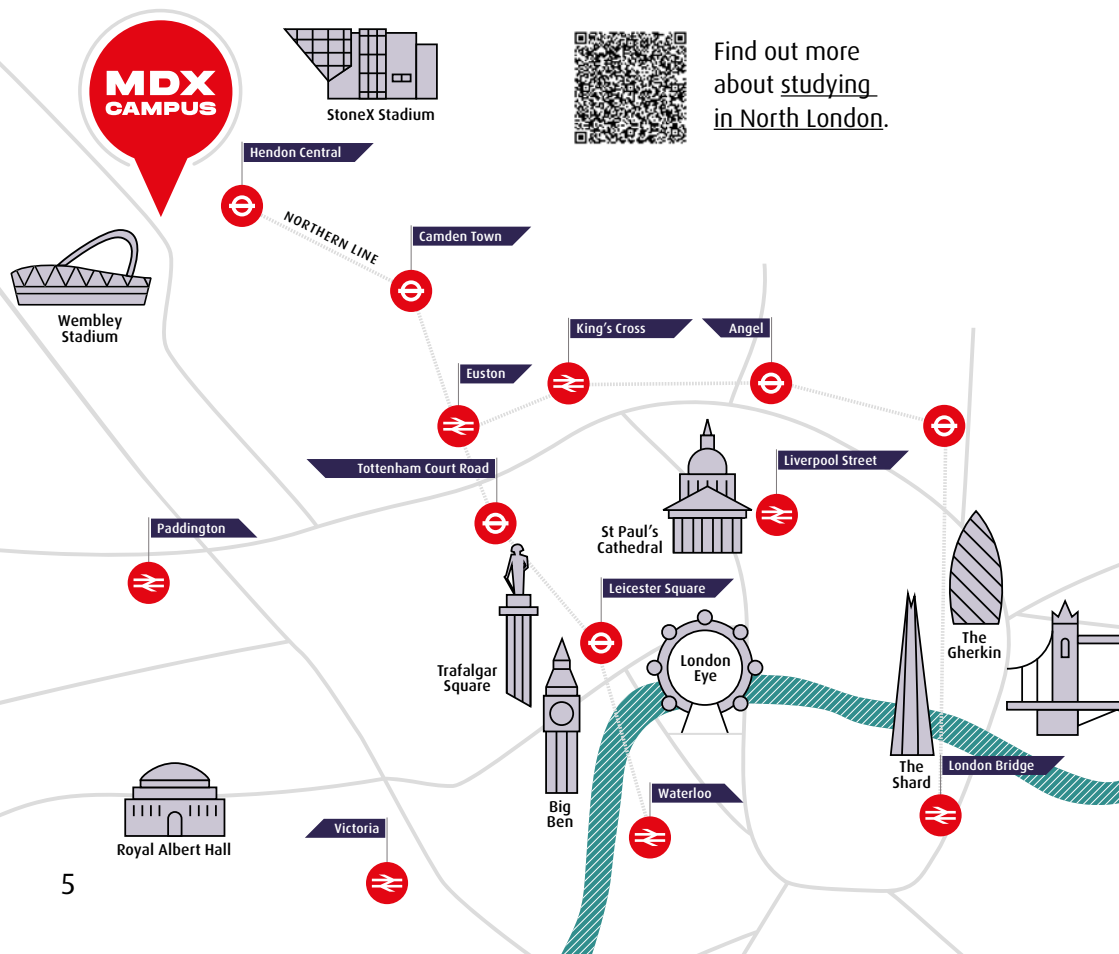 MDX
CAMPUS
StoneX Stadium
Find out more
about studying
in North London.
Hendon Central
NORTHERN LINE
Camden Town
Wembley
Stadium
King's Cross
Angel
Euston
Tottenham Court Road
Liverpool Street
St Paul's
Cathedral
Paddington
Leicester Square
The
Gherkin
London
Eye
Trafalgar
Square
The
Shard
London Bridge
Waterloo
Big
Ben
Victoria
Royal Albert Hall
5